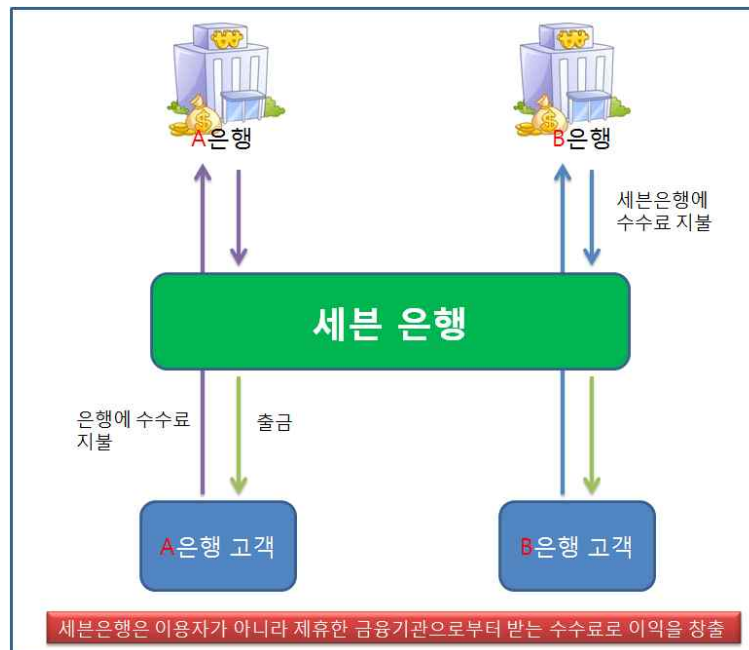 A은행
B은행
세븐은행에
수수료 지불
세븐 은행
은행에 수수료
지불
출금
A은행 고객
B은행 고객
세븐은행은 이용자가 아니라 제휴한 금융기관으로부터 받는 수수료로 이익을 창출